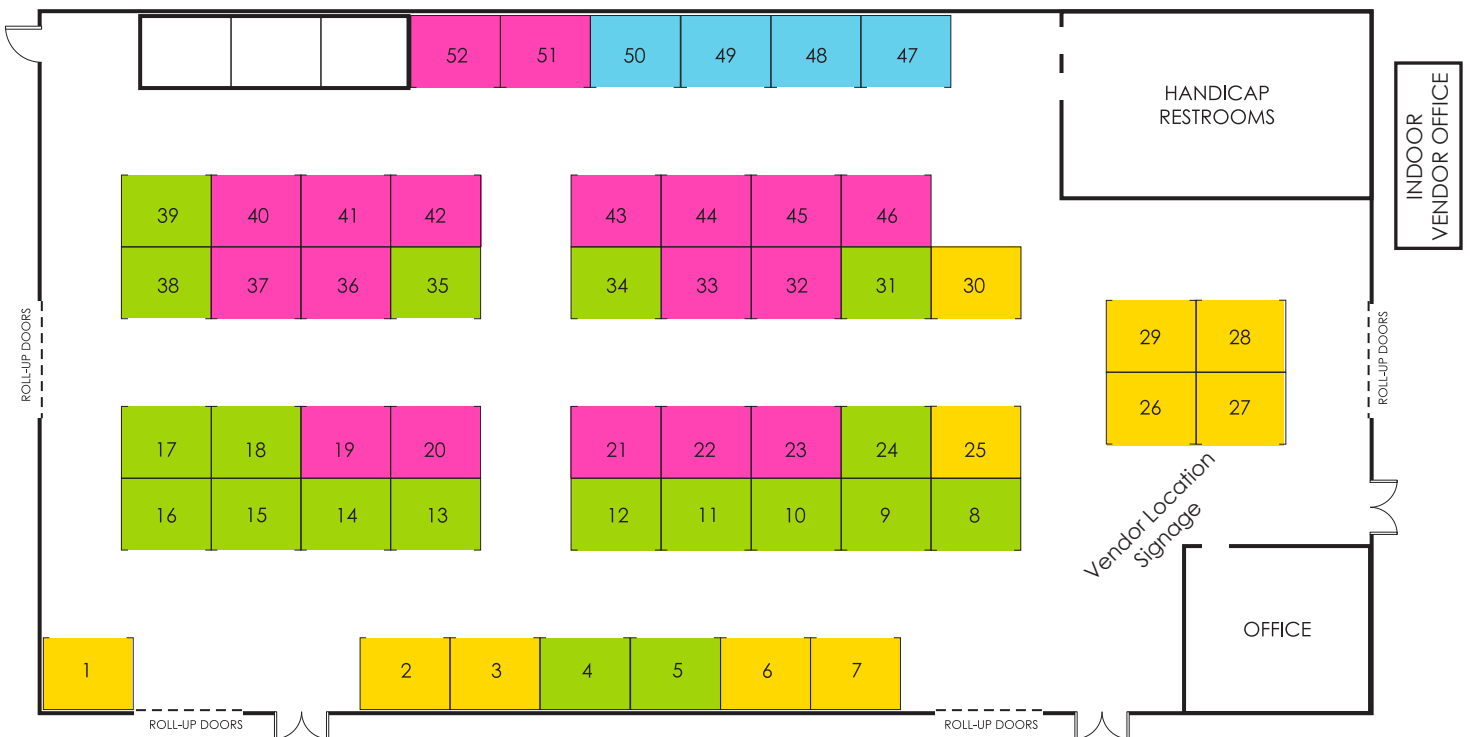 52 51 50 49 48 47
HANDICAP
RESTROOMS
INDOOR
VENDOR OFFICE
39 40 41 42 43 44 45 46
38 37 36 35 34 33 32 31 30
ROLL-UP DOORS
29 28
26 27
ROLL-UP DOORS
17 18 19 20 21 22 23 24 25
16 15 14 13 12 11 10 9 8
Vendor Location
Signage
OFFICE
1 2 3 4 5 6 7
ROLL-UP DOORS
ROLL-UP DOORS